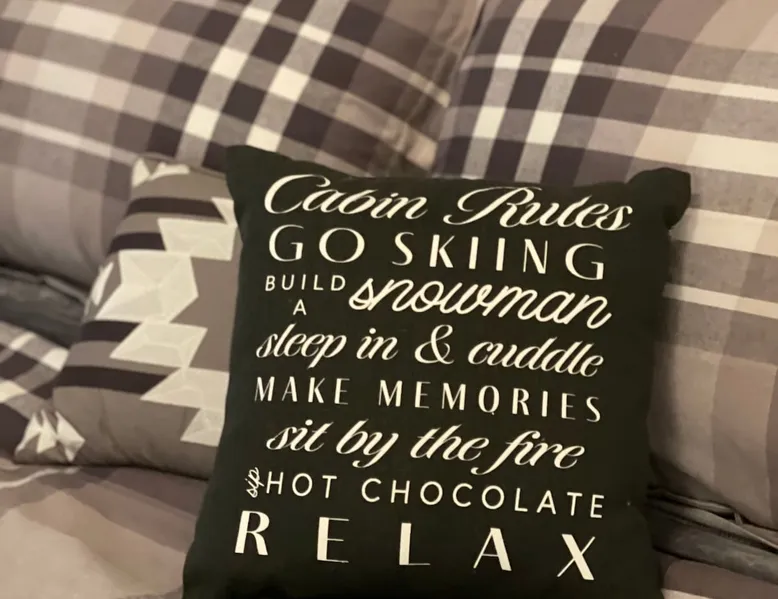 Cabin Rules
GO SKIING
BUILD A snowman
sleep in & cuddle
MAKE MEMORIES
sit by the fire
sip HOT CHOCOLATE
RELAX